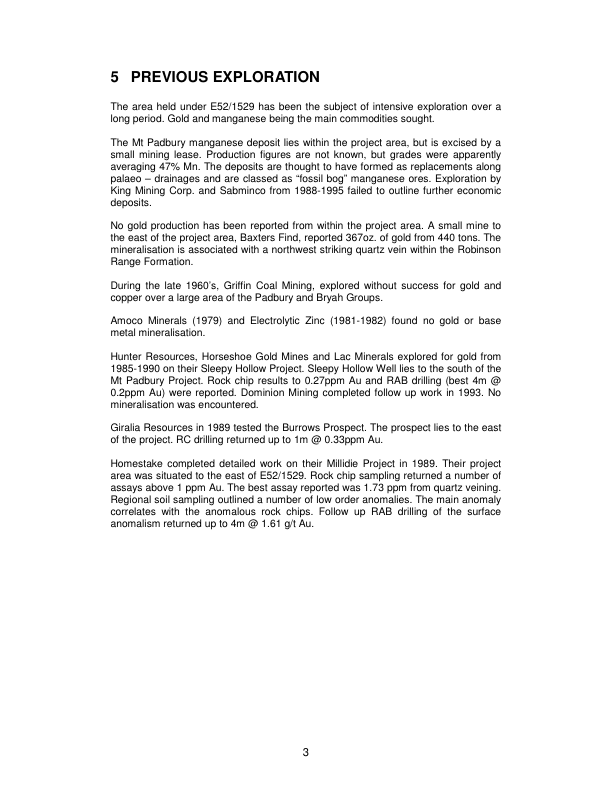 5 PREVIOUS EXPLORATION
The area held under E52/1529 has been the subject of intensive exploration over a
long period. Gold and manganese being the main commodities sought.
The Mt Padbury manganese deposit lies within the project area, but is excised by a
small mining lease. Production figures are not known, but grades were apparently
averaging 47% Mn. The deposits are thought to have formed as replacements along
palaeo – drainages and are classed as “fossil bog” manganese ores. Exploration by
King Mining Corp. and Sabminco from 1988-1995 failed to outline further economic
deposits.
No gold production has been reported from within the project area. A small mine to
the east of the project area, Baxters Find, reported 367oz. of gold from 440 tons. The
mineralisation is associated with a northwest striking quartz vein within the Robinson
Range Formation.
During the late 1960’s, Griffin Coal Mining, explored without success for gold and
copper over a large area of the Padbury and Bryah Groups.
Amoco Minerals (1979) and Electrolytic Zinc (1981-1982) found no gold or base
metal mineralisation.
Hunter Resources, Horseshoe Gold Mines and Lac Minerals explored for gold from
1985-1990 on their Sleepy Hollow Project. Sleepy Hollow Well lies to the south of the
Mt Padbury Project. Rock chip results to 0.27ppm Au and RAB drilling (best 4m @
0.2ppm Au) were reported. Dominion Mining completed follow up work in 1993. No
mineralisation was encountered.
Giralia Resources in 1989 tested the Burrows Prospect. The prospect lies to the east
of the project. RC drilling returned up to 1m @ 0.33ppm Au.
Homestake completed detailed work on their Millidie Project in 1989. Their project
area was situated to the east of E52/1529. Rock chip sampling returned a number of
assays above 1 ppm Au. The best assay reported was 1.73 ppm from quartz veining.
Regional soil sampling outlined a number of low order anomalies. The main anomaly
correlates with the anomalous rock chips. Follow up RAB drilling of the surface
anomalism returned up to 4m @ 1.61 g/t Au.
3